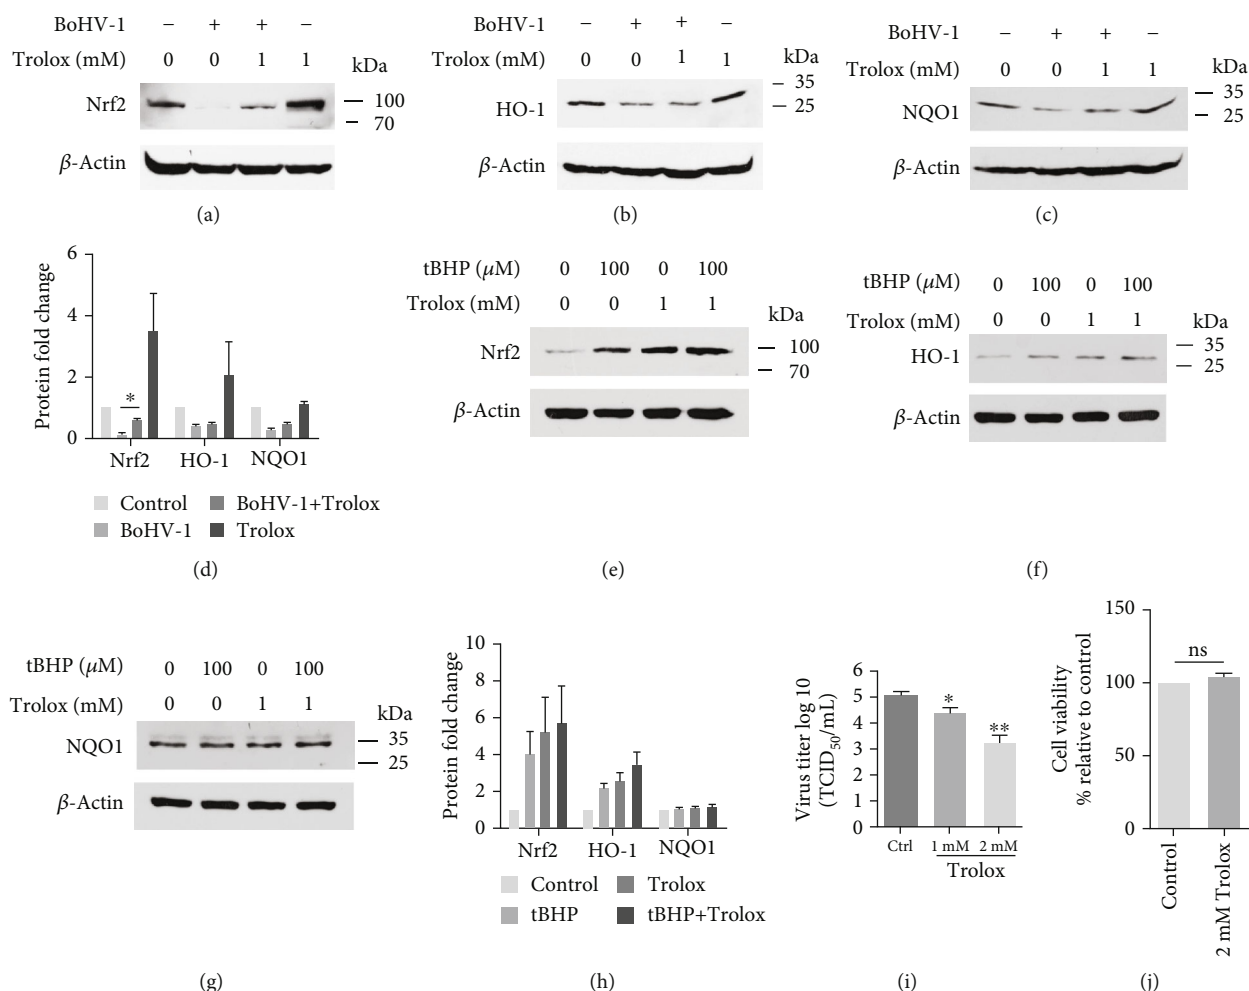 BoHV-1 − + + −
Trolox (mM) 0 0 1 1
kDa
Nrf2
100
70
β-Actin
(a)
BoHV-1 − + + −
Trolox (mM) 0 0 1 1
kDa
35
HO-1
25
β-Actin
(b)
BoHV-1 − + + −
Trolox (mM) 0 0 1 1
kDa
35
NQO1
25
β-Actin
(c)
Protein fold change
6
4
2
0
*
Nrf2 HO-1 NQO1
Control BoHV-1+Trolox
BoHV-1 Trolox
(d)
tBHP (μM) 0 100 0 100
Trolox (mM) 0 0 1 1
kDa
Nrf2
100
70
β-Actin
(e)
tBHP (μM) 0 100 0 100
Trolox (mM) 0 0 1 1
kDa
35
HO-1
25
β-Actin
(f)
tBHP (μM) 0 100 0 100
Trolox (mM) 0 0 1 1
kDa
NQO1
35
25
β-Actin
(g)
Protein fold change
10
8
6
4
2
0
Nrf2 HO-1 NQO1
Control Trolox
tBHP tBHP+Trolox
(h)
Virus titer log 10
(TCID50/mL)
6
5
4
3
2
1
0
*
**
Ctrl 1 mM 2 mM
Trolox
(i)
Cell viability
% relative to control
150
100
50
0
ns
Control
2 mM Trolox
(j)